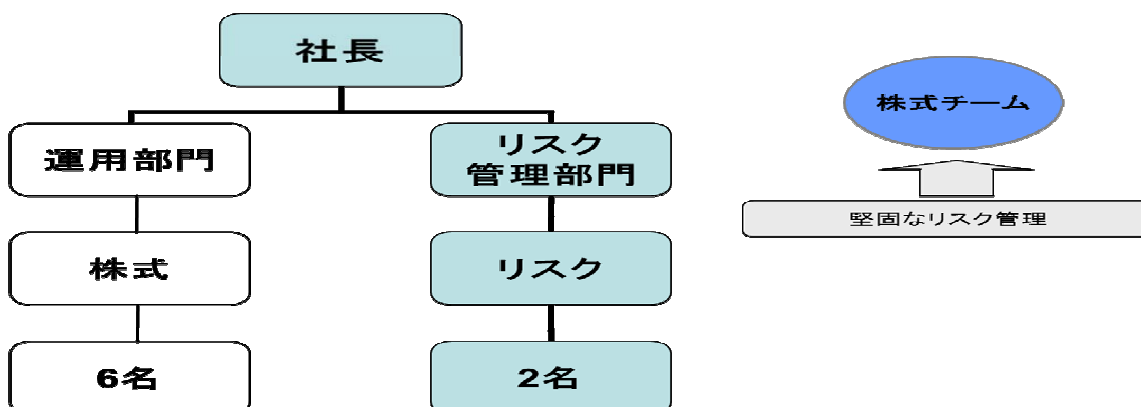 社長
運用部門
リスク
管理部門
株式
リスク
6名
2名
株式チーム
堅固なリスク管理